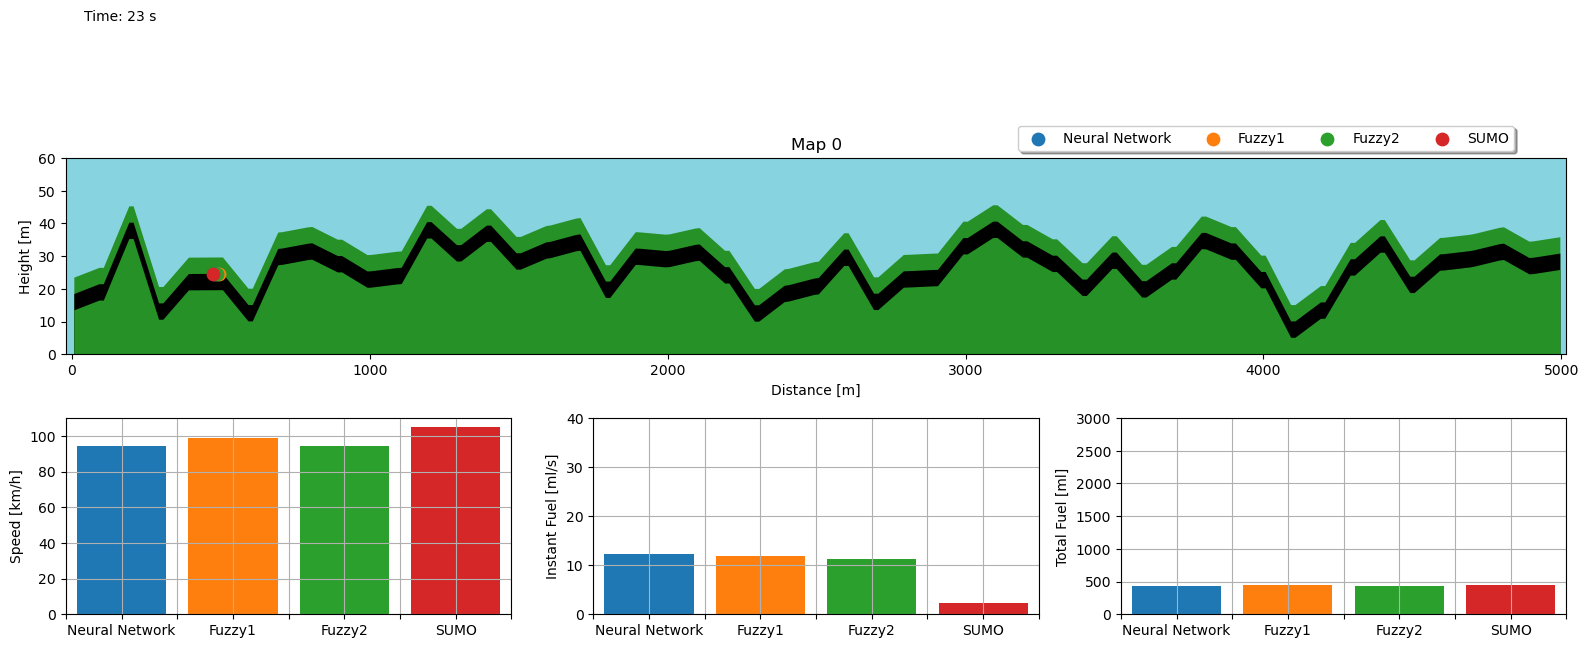 Time: 23 s
Neural Network Fuzzy1 Fuzzy2 SUMO
Map 0
Height [m]
60
50
40
30
20
10
0
0 1000 2000 3000 4000 5000
Distance [m]
Speed [km/h]
100
80
60
40
20
0
Neural Network Fuzzy1 Fuzzy2 SUMO
Instant Fuel [ml/s]
40
30
20
10
0
Neural Network Fuzzy1 Fuzzy2 SUMO
Total Fuel [ml]
3000
2500
2000
1500
1000
500
0
Neural Network Fuzzy1 Fuzzy2 SUMO